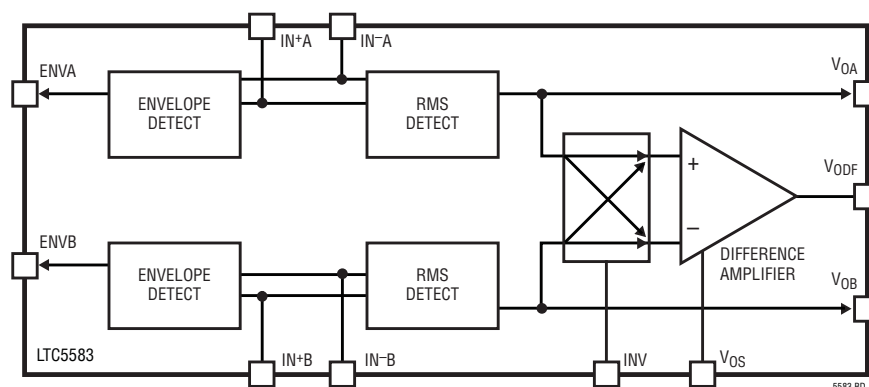 IN+A
IN–A
ENVA
ENVELOPE
DETECT
RMS
DETECT
VOA
+
–
VODF
DIFFERENCE
AMPLIFIER
ENVB
ENVELOPE
DETECT
RMS
DETECT
VOB
LTC5583
IN+B
IN–B
INV
VOS
5583 BD